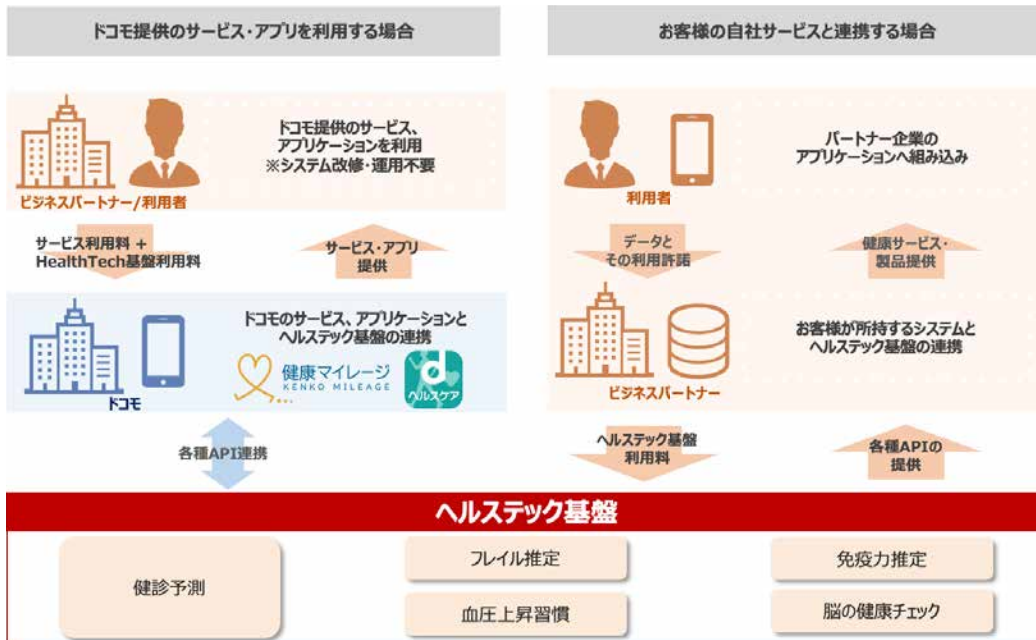 ドコモ提供のサービス・アプリを利用する場合
ドコモ提供のサービス、
アプリケーションを利用
※システム改修・運用不要
ビジネスパートナー/利用者
サービス利用料 +
HealthTech基盤利用料
サービス・アプリ
提供
ドコモのサービス、アプリケーションと
ヘルステック基盤の連携
健康マイレージ
KENKO MILEAGE
d
ヘルスケア
ドコモ
各種API連携
お客様の自社サービスと連携する場合
パートナー企業の
アプリケーションへ組み込み
利用者
データと
その利用許諾
健康サービス・
製品提供
お客様が所持するシステムと
ヘルステック基盤の連携
ビジネスパートナー
ヘルステック基盤
利用料
各種APIの
提供
ヘルステック基盤
健診予測
フレイル推定
免疫力推定
血圧上昇習慣
脳の健康チェック